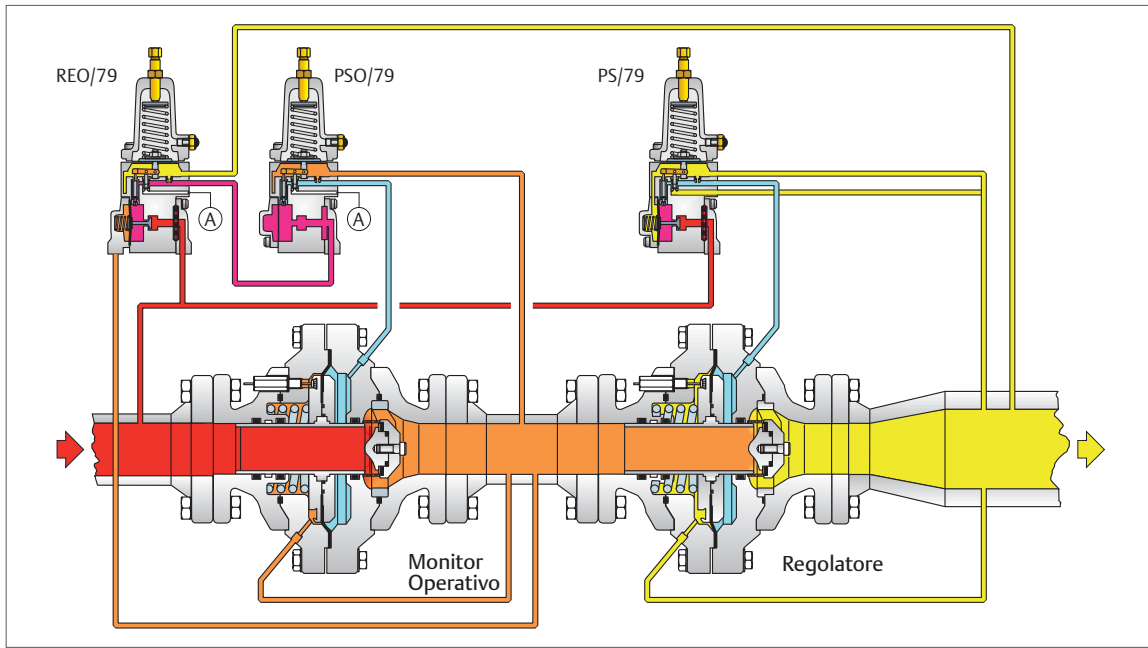 REO/79
PSO/79
PS/79
A
A
Monitor
Operativo
Regolatore